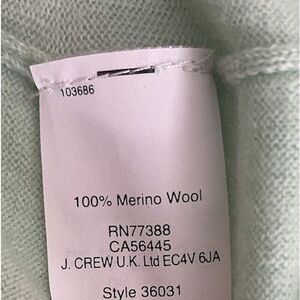 103686
100% Merino Wool
RN77388
CA56445
J. CREW U.K. Ltd EC4V 6JA
Style 36031